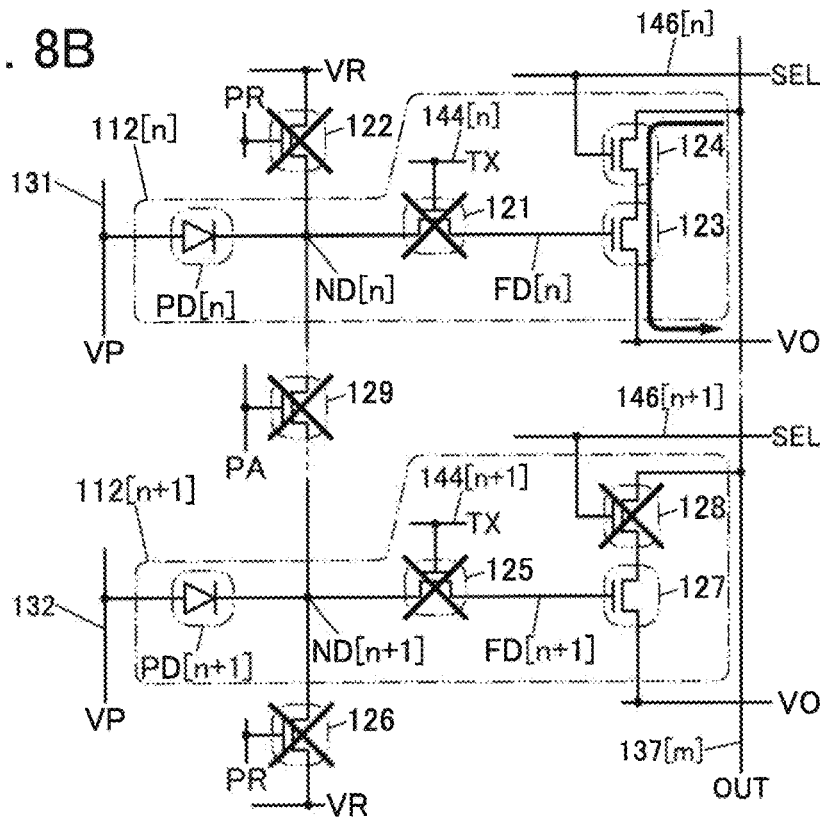 . 8B
146[n]
VR
SEL
PR
122
144[n]
112[n]
124
131
TX
121
123
ND[n]
FD[n]
PD[n]
VP
VO
129
146[n+1]
SEL
PA
112[n+1]
144[n+1]
TX
128
125
127
132
ND[n+1]
FD[n+1]
PD[n+1]
VP
126
VO
PR
137[m]
VR
OUT